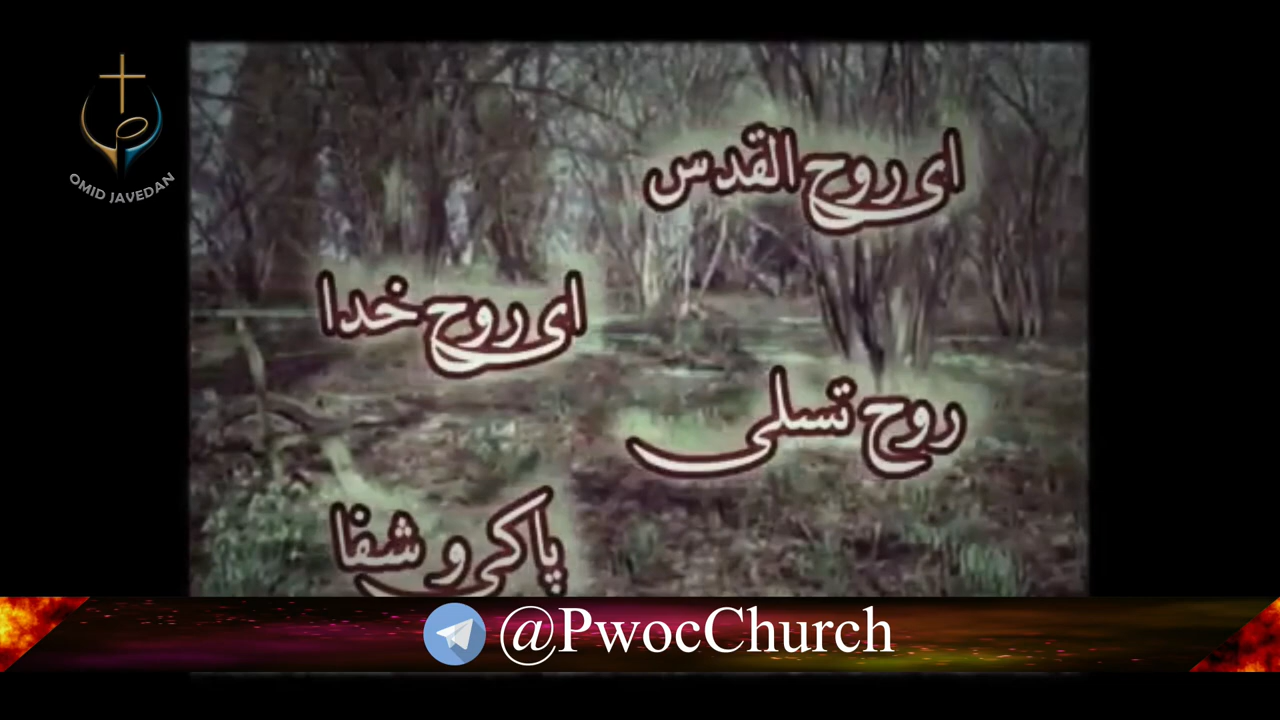 OMID JAVEDAN
ای روح القدس
ای روح خدا
روح تسلی
پاکی و شفا
@PwocChurch